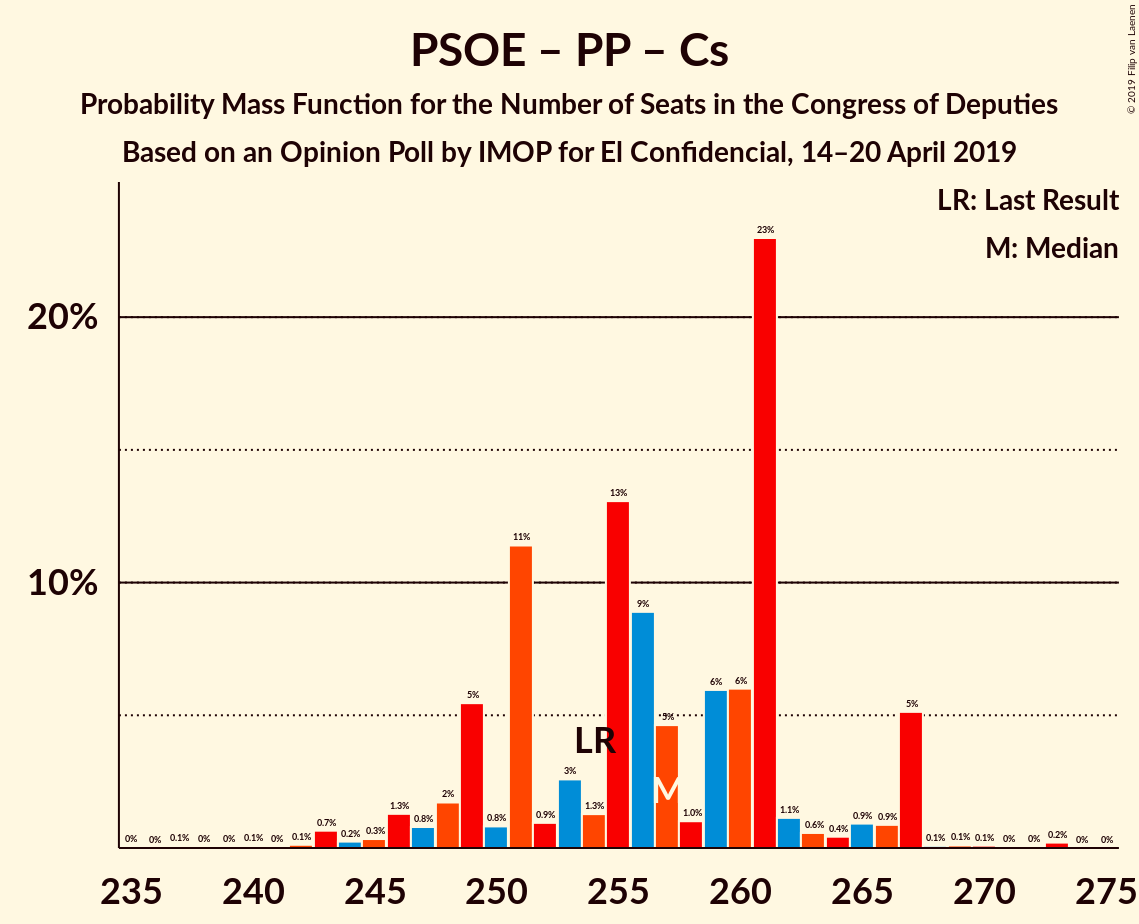 PSOE – PP – Cs
Probability Mass Function for the Number of Seats in the Congress of Deputies
Based on an Opinion Poll by IMOP for El Confidencial, 14–20 April 2019
© 2019 Filip van Laenen
LR: Last Result
M: Median
20%
10%
0% 0% 0.1% 0% 0% 0.1% 0% 0.1% 0.7% 0.2% 0.3% 1.3% 0.8% 2% 5% 0.8% 11% 0.9% 3% 1.3% 13% 9% 5% 1.0% 6% 6% 23% 1.1% 0.6% 0.4% 0.9% 0.9% 5% 0.1% 0.1% 0.1% 0% 0% 0.2% 0% 0%
LR
M
235 240 245 250 255 260 265 270 275